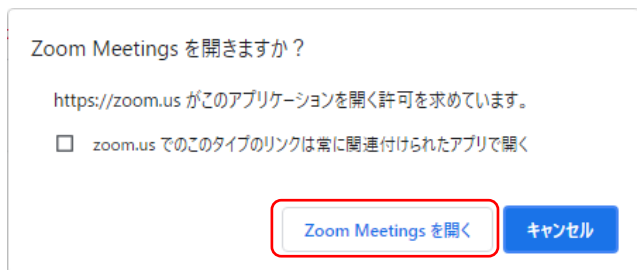 Zoom Meetings を開きますか？
https://zoom.us がこのアプリケーションを開く許可を求めています。
zoom.us でのこのタイプのリンクは常に関連付けられたアプリで開く
Zoom Meetings を開く
キャンセル